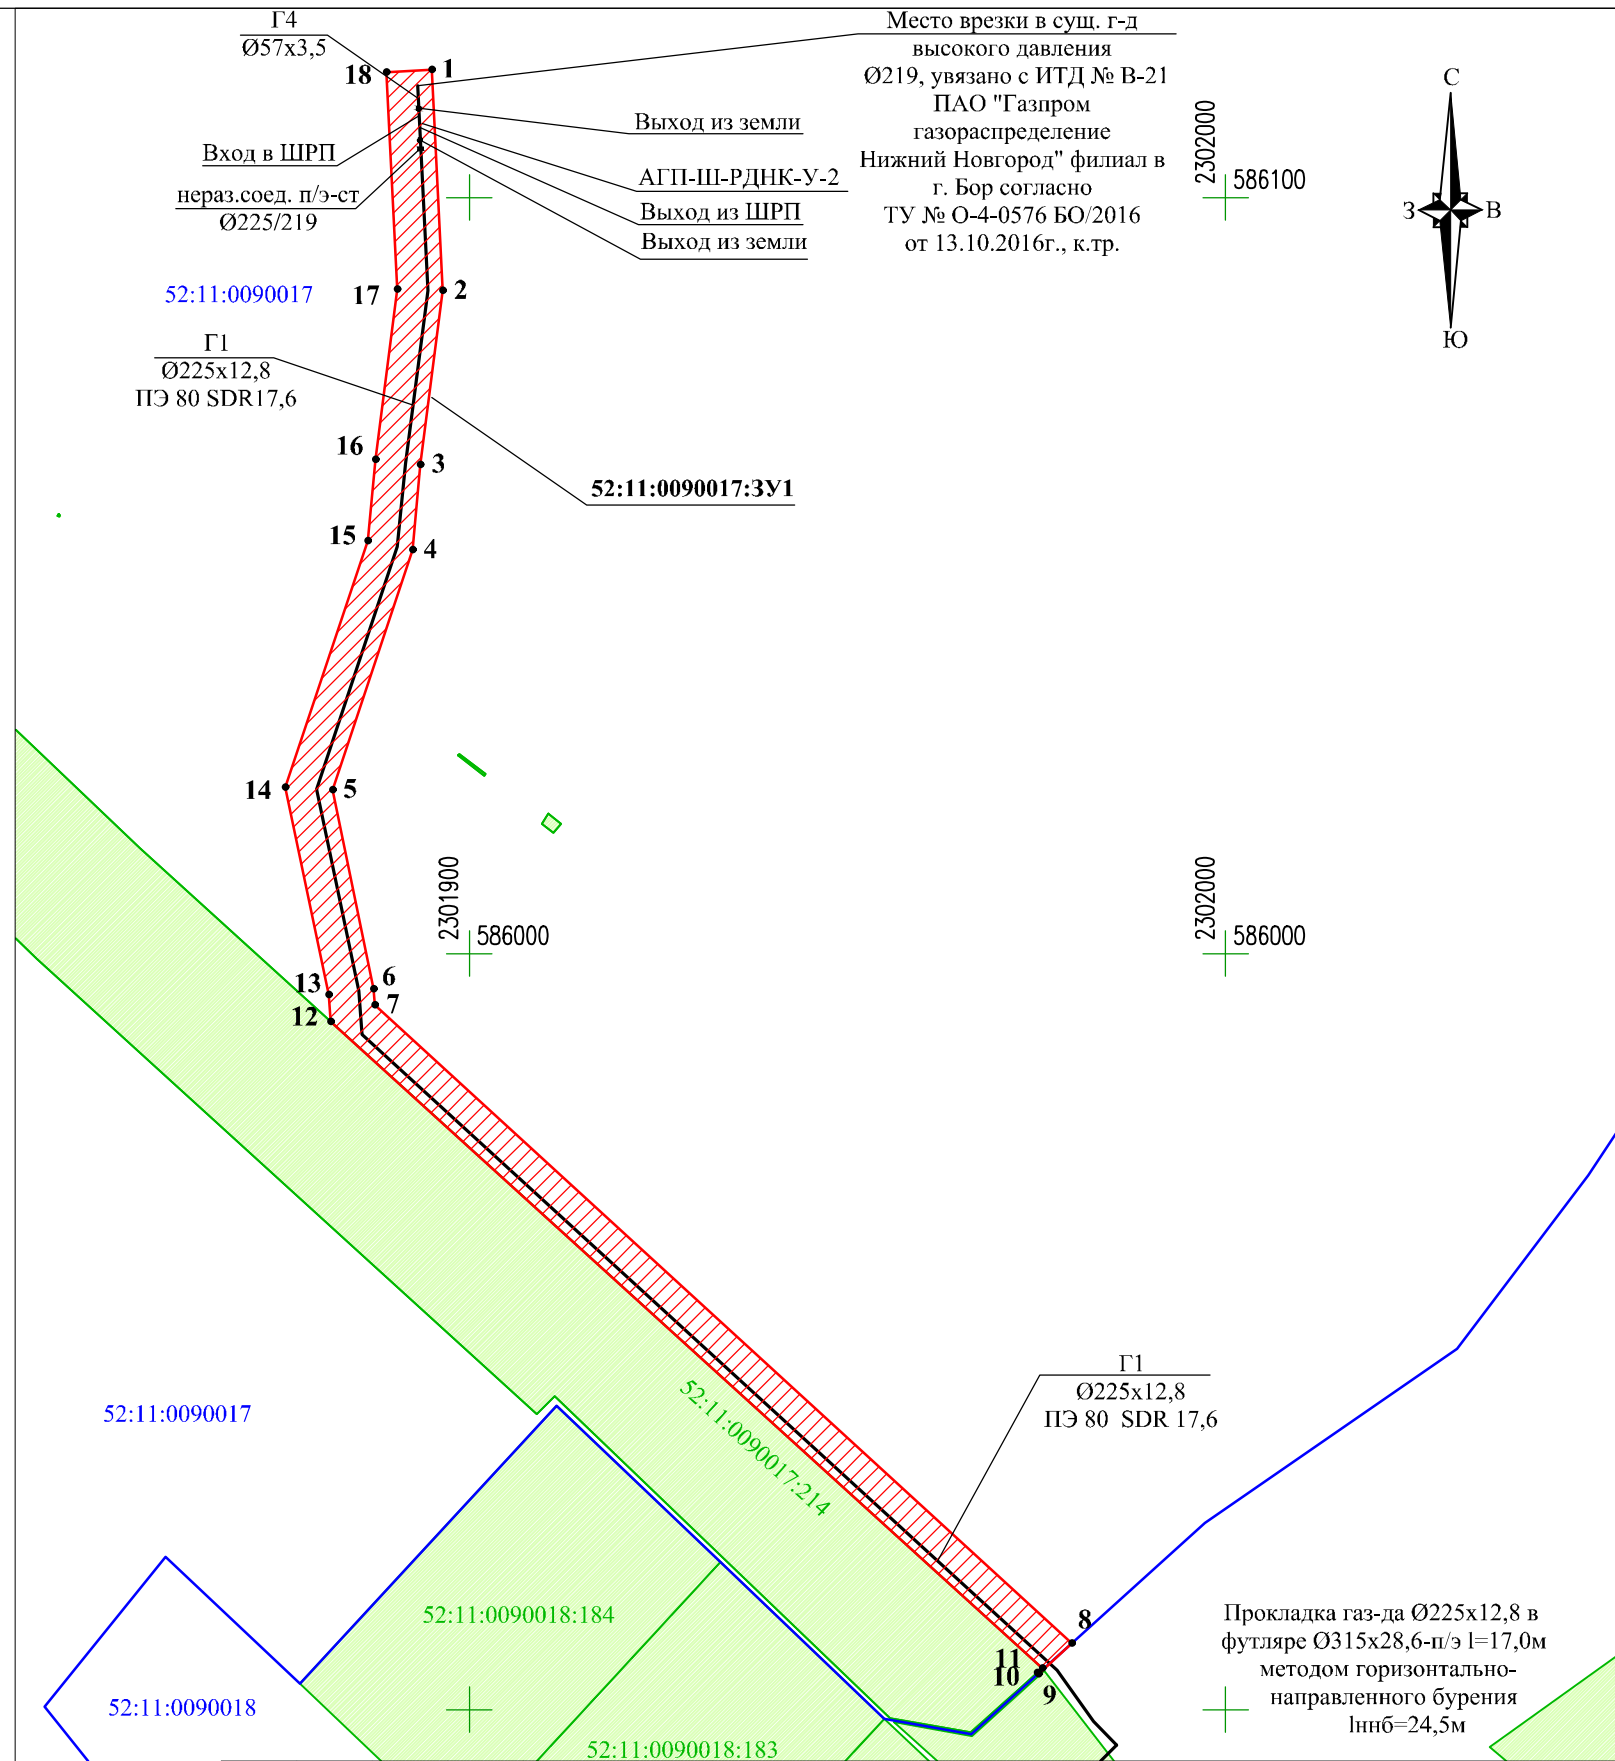 Г4
Ø57х3,5
18
1
Место врезки в сущ. г-д
высокого давления
Ø219, увязано с ИТД № В-21
ПАО "Газпром
газораспределение
Нижний Новгород" филиал в
г. Бор согласно
ТУ № О-4-0576 БО/2016
от 13.10.2016г., к.тр.
Выход из земли
Вход в ШРП
АГП-Ш-РДНК-У-2
нераз.соед. п/э-ст
Ø225/219
Выход из ШРП
Выход из земли
2302000
586100
С
З
В
Ю
52:11:0090017
17
2
Г1
Ø225х12,8
ПЭ 80 SDR17,6
16
3
52:11:0090017:ЗУ1
15
4
14
5
2301900
586000
2302000
586000
13
6
12
7
Г1
Ø225х12,8
ПЭ 80 SDR 17,6
52:11:0090017:214
52:11:0090017
52:11:0090018:184
8
11
10
9
Прокладка газ-да Ø225х12,8 в
футляре Ø315х28,6-п/э l=17,0м
методом горизонтально-
направленного бурения
lннб=24,5м
52:11:0090018
52:11:0090018:183